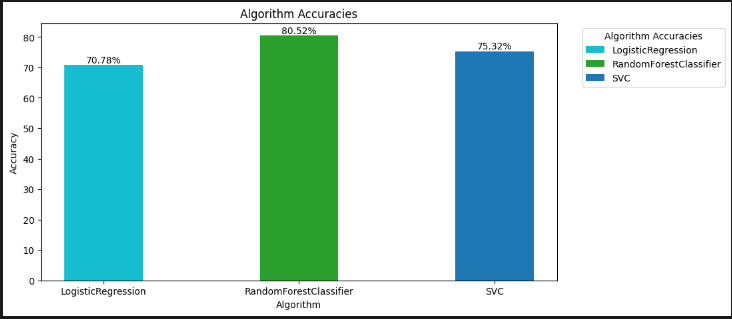 Algorithm Accuracies
80.52%
75.32%
70.78%
80
70
60
50
40
30
20
10
0
Accuracy
LogisticRegression
RandomForestClassifier
SVC
Algorithm
Algorithm Accuracies
LogisticRegression
RandomForestClassifier
SVC